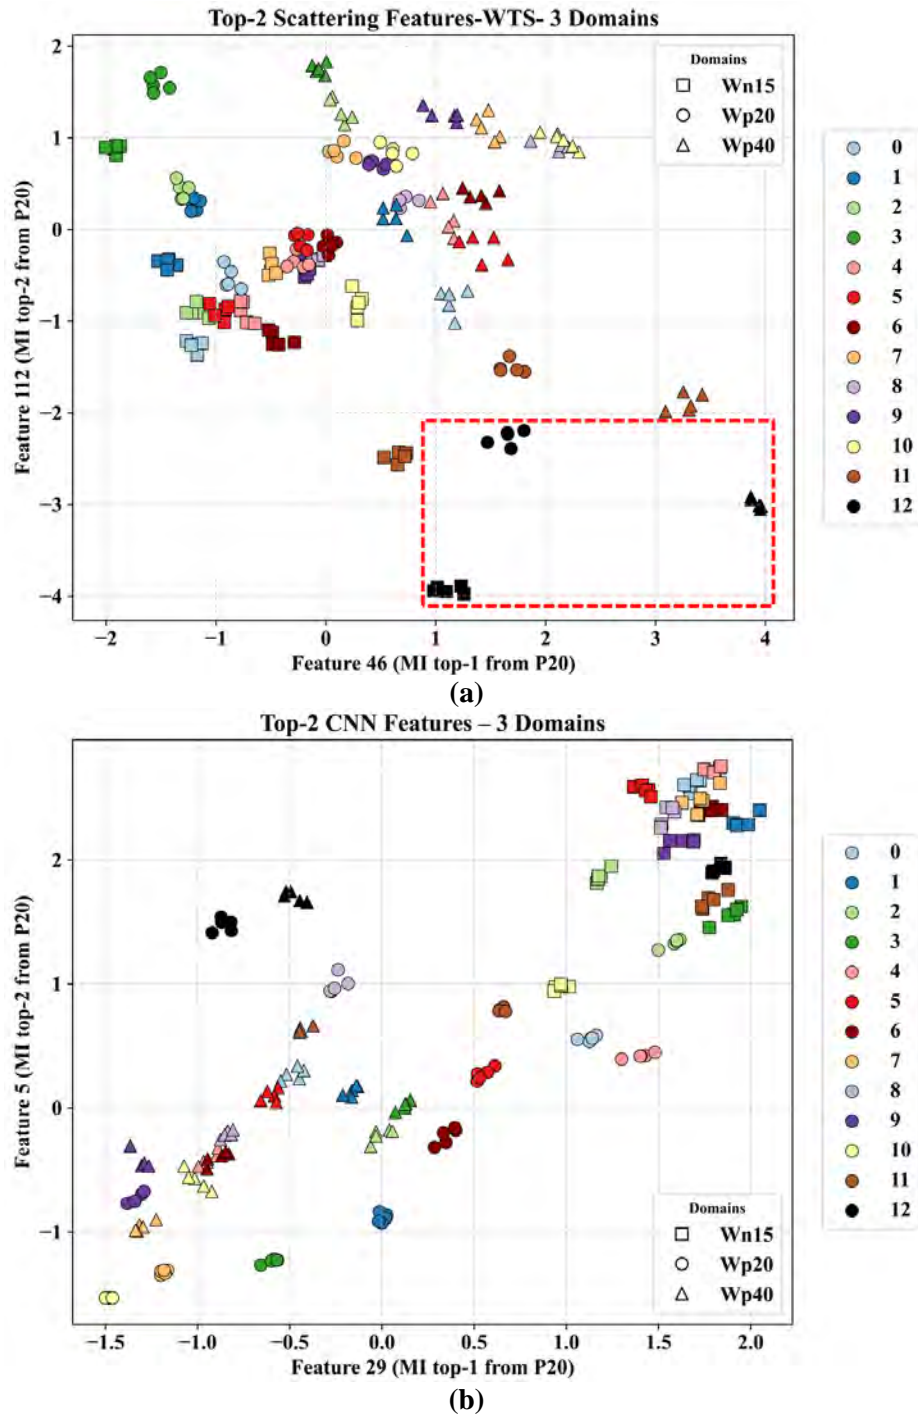 Top-2 Scattering Features-WTS- 3 Domains
Feature 112 (MI top-2 from P20)
2
1
0
−1
−2
−3
−4
Domains
Wn15
Wp20
Wp40
0
1
2
3
4
5
6
7
8
9
10
11
12
−2 −1 0 1 2 3 4
Feature 46 (MI top-1 from P20)
(a)
Top-2 CNN Features – 3 Domains
Feature 5 (MI top-2 from P20)
2
1
0
−1
0
1
2
3
4
5
6
7
8
9
10
11
12
Domains
Wn15
Wp20
Wp40
−1.5 −1.0 −0.5 0.0 0.5 1.0 1.5 2.0
Feature 29 (MI top-1 from P20)
(b)